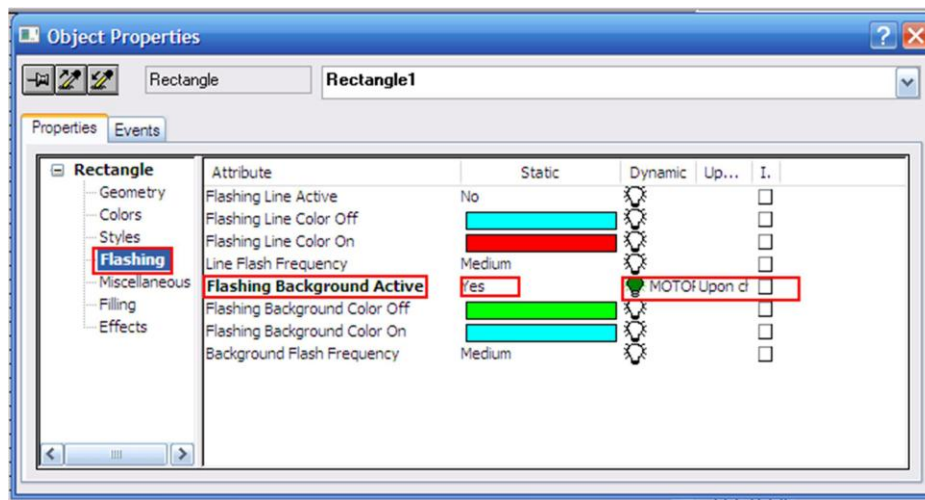 Object Properties
Rectangle Rectangle1
Properties Events
Rectangle
Geometry
Colors
Styles
Flashing
Miscellaneous
Filling
Effects
Attribute Static Dynamic Up... I.
Flashing Line Active No
Flashing Line Color Off
Flashing Line Color On
Line Flash Frequency Medium
Flashing Background Active Yes MOTOF Upon ch
Flashing Background Color Off
Flashing Background Color On
Background Flash Frequency Medium